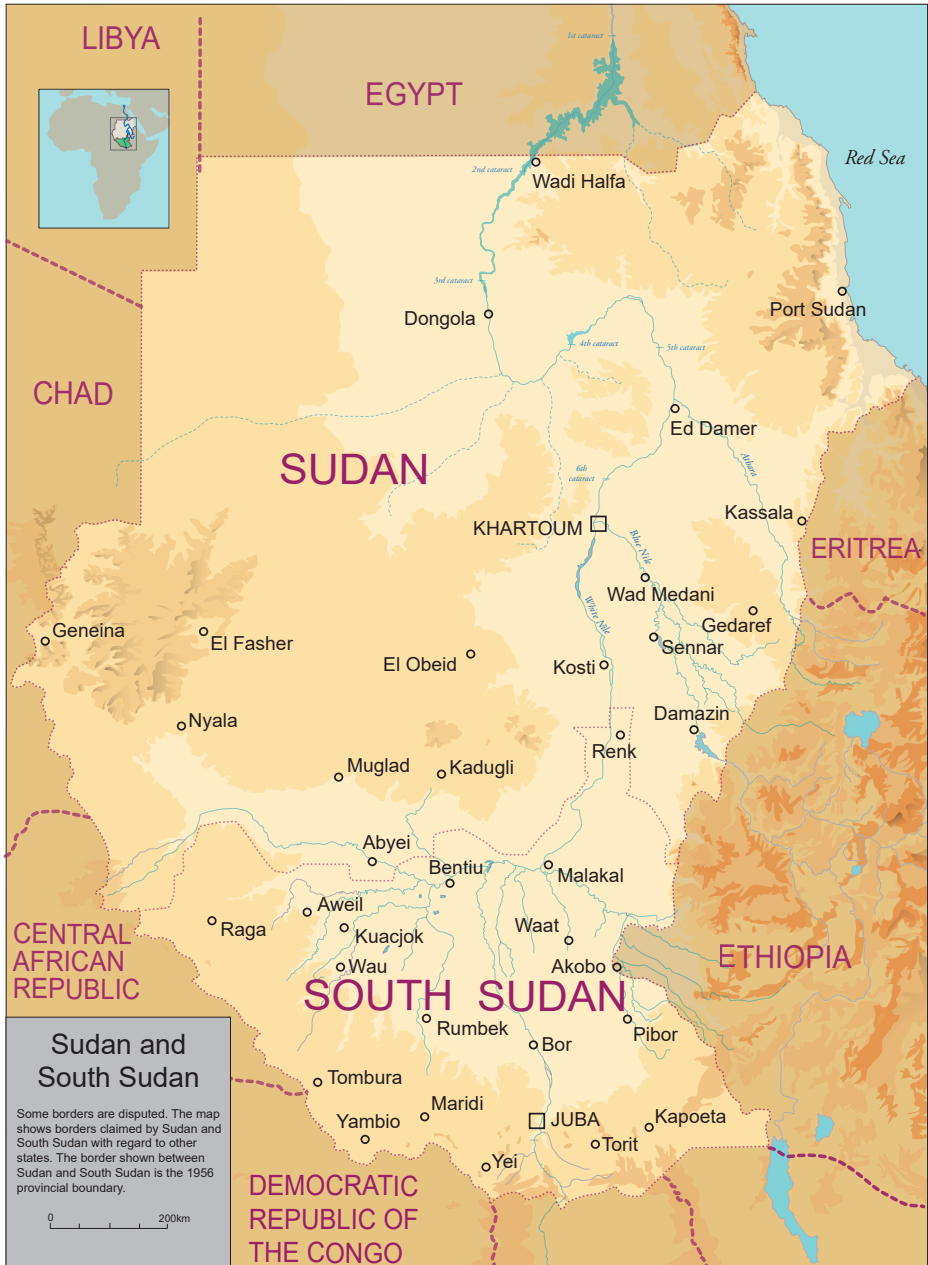 LIBYA
EGYPT
1st cataract
Red Sea
2nd cataract
Wadi Halfa
3rd cataract
Dongola
Port Sudan
4th cataract
5th cataract
CHAD
Ed Damer
SUDAN
Atbara
6th
cataract
KHARTOUM
Kassala
Blue Nile
ERITREA
Wad Medani
White Nile
Gedaref
Geneina
El Fasher
Sennar
El Obeid
Kosti
Nyala
Damazin
Renk
Muglad
Kadugli
Abyei
Bentiu
Malakal
Aweil
Raga
Kuacjok
Waat
CENTRAL
AFRICAN
REPUBLIC
Wau
Akobo
ETHIOPIA
SOUTH SUDAN
Rumbek
Pibor
Bor
Tombura
Maridi
Yambio
JUBA
Kapoeta
Torit
Yei
DEMOCRATIC
REPUBLIC OF
THE CONGO
Sudan and
South Sudan
Some borders are disputed. The map
shows borders claimed by Sudan and
South Sudan with regard to other
states. The border shown between
Sudan and South Sudan is the 1956
provincial boundary.
0 200km